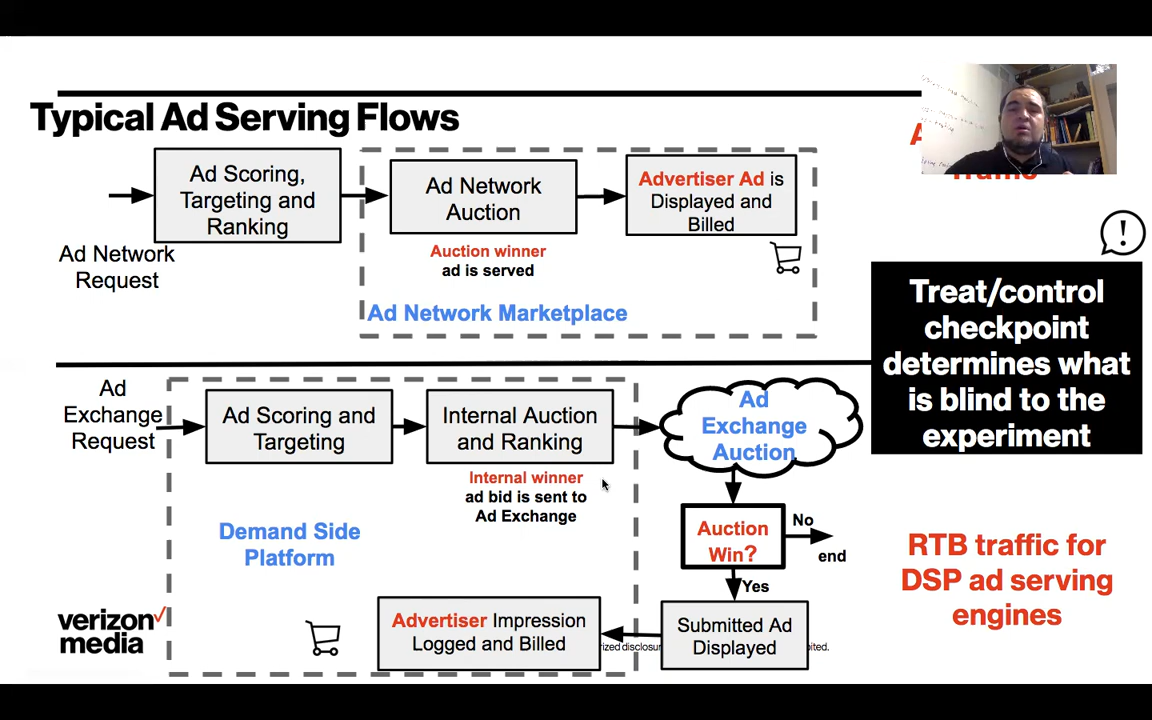 Typical Ad Serving Flows
Ad Network
Request
Ad Scoring,
Targeting and
Ranking
Ad Network
Auction
Auction winner
ad is served
Advertiser Ad is
Displayed and
Billed
Ad Network Marketplace
!
Treat/control
checkpoint
determines what
is blind to the
experiment
Ad
Exchange
Request
Ad Scoring and
Targeting
Internal Auction
and Ranking
Internal winner
ad bid is sent to
Ad Exchange
Demand Side
Platform
Ad
Exchange
Auction
Auction
Win?
No
end
Yes
Submitted Ad
Displayed
Advertiser Impression
Logged and Billed
RTB traffic for
DSP ad serving
engines
verizon✓
media